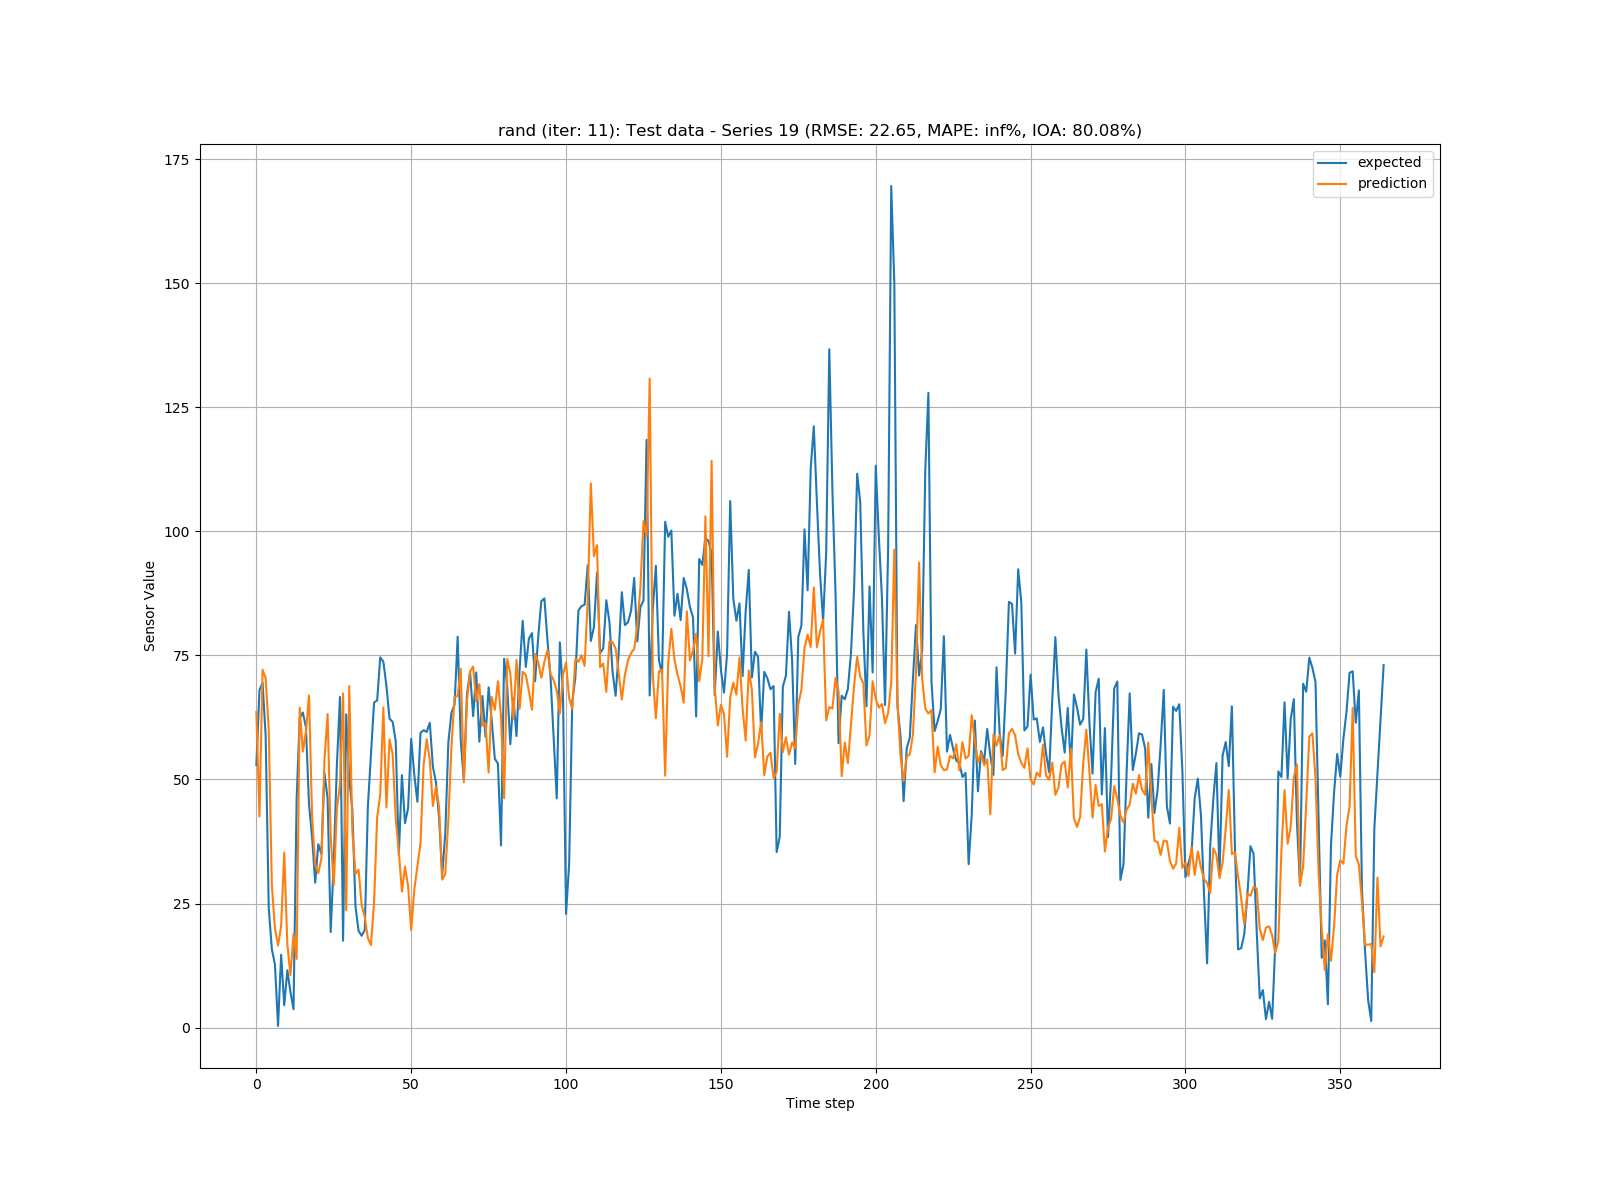 rand (iter: 11): Test data - Series 19 (RMSE: 22.65, MAPE: inf%, IOA: 80.08%)
expected
prediction
175
150
125
100
75
50
25
0
Sensor Value
0 50 100 150 200 250 300 350
Time step